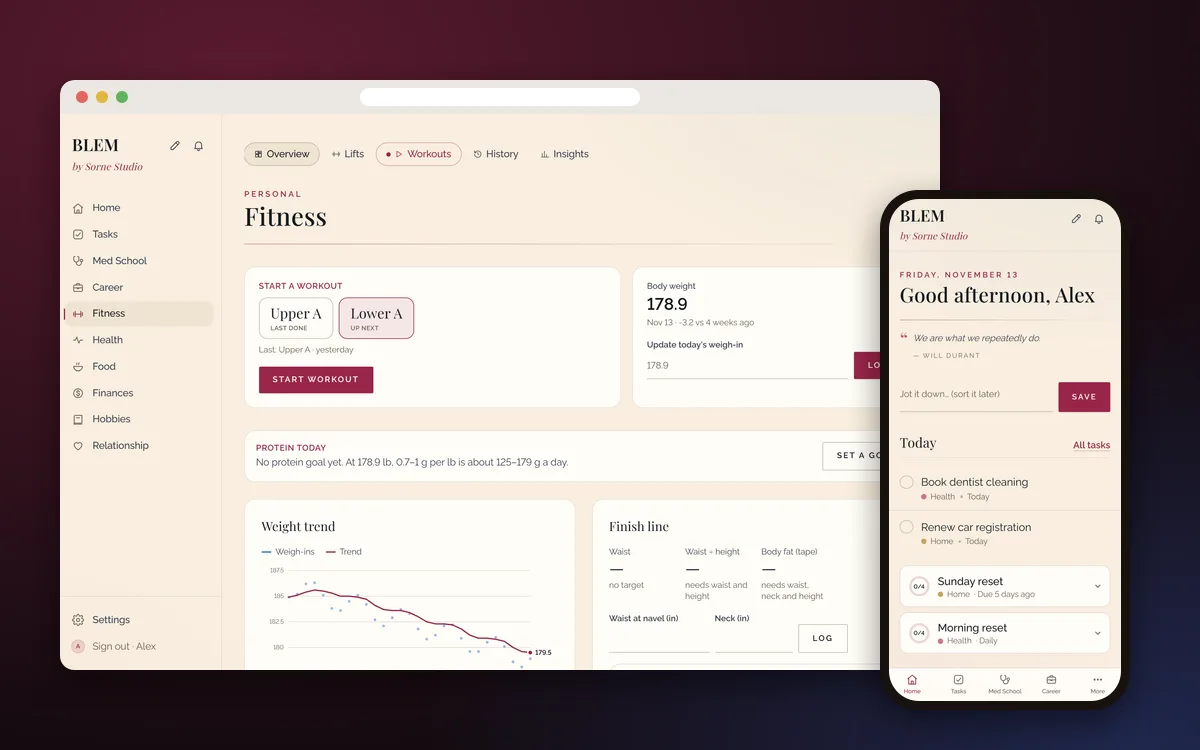 BLEM
by Sorne Studio
Home
Tasks
Med School
Career
Fitness
Health
Food
Finances
Hobbies
Relationship
Settings
A
Sign out · Alex
Overview
Lifts
Workouts
History
Insights
PERSONAL
Fitness
START A WORKOUT
Upper A
LAST DONE
Lower A
UP NEXT
Last: Upper A · yesterday
START WORKOUT
Body weight
178.9
Nov 13 · -3.2 vs 4 weeks ago
Update today's weigh-in
178.9
LO
PROTEIN TODAY
No protein goal yet. At 178.9 lb, 0.7–1 g per lb is about 125–179 g a day.
SET A GO
Weight trend
Weigh-ins
Trend
187.5
185
182.5
180
179.5
Finish line
Waist
—
no target
Waist ÷ height
—
needs waist and
height
Body fat (tape)
—
needs waist,
neck and height
Waist at navel (in)
Neck (in)
LOG
BLEM
by Sorne Studio
FRIDAY, NOVEMBER 13
Good afternoon, Alex
“ We are what we repeatedly do.
— WILL DURANT
Jot it down… (sort it later)
SAVE
Today
All tasks
Book dentist cleaning
Health • Today
Renew car registration
Home • Today
0/4
Sunday reset
Home · Due 5 days ago
0/4
Morning reset
Health · Daily
Home
Tasks
Med School
Career
More